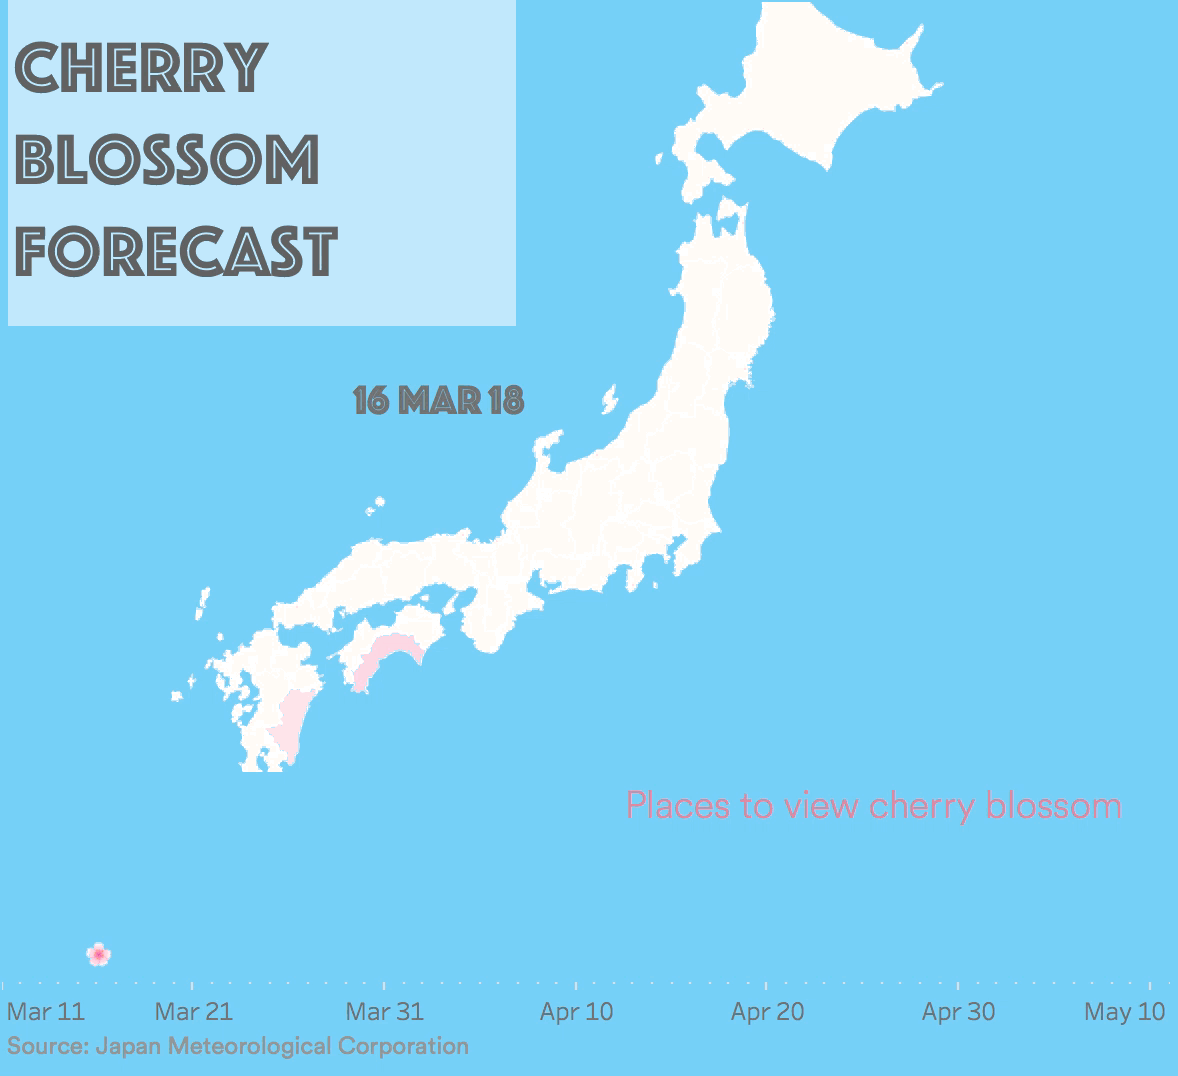 CHERRY
BLOSSOM
FORECAST
16 MAR 18
Places to view cherry blossom
Mar 11 Mar 21 Mar 31 Apr 10 Apr 20 Apr 30 May 10
Source: Japan Meteorological Corporation